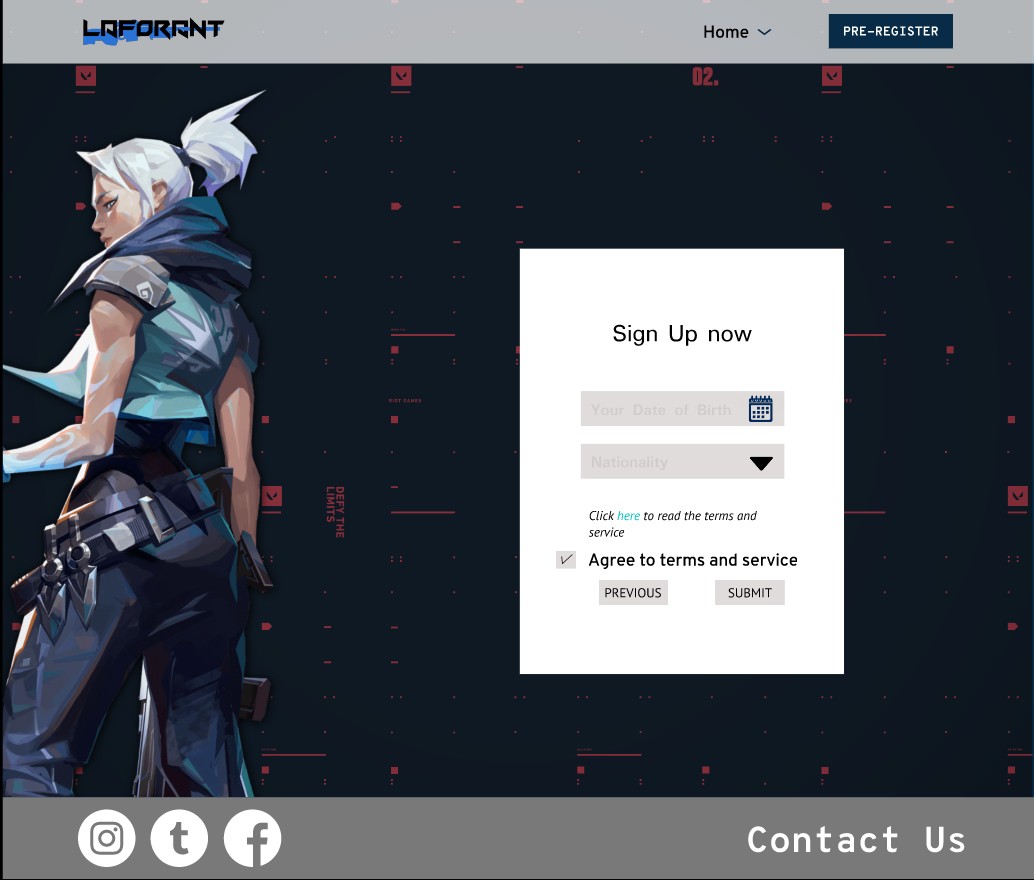 LAFORANT
Home
PRE-REGISTER
02.
Sign Up now
Your Date of Birth
Nationality
RIOT GAMES
DEFY THE
LIMITS
Click here to read the terms and
service
Agree to terms and service
PREVIOUS
SUBMIT
Contact Us